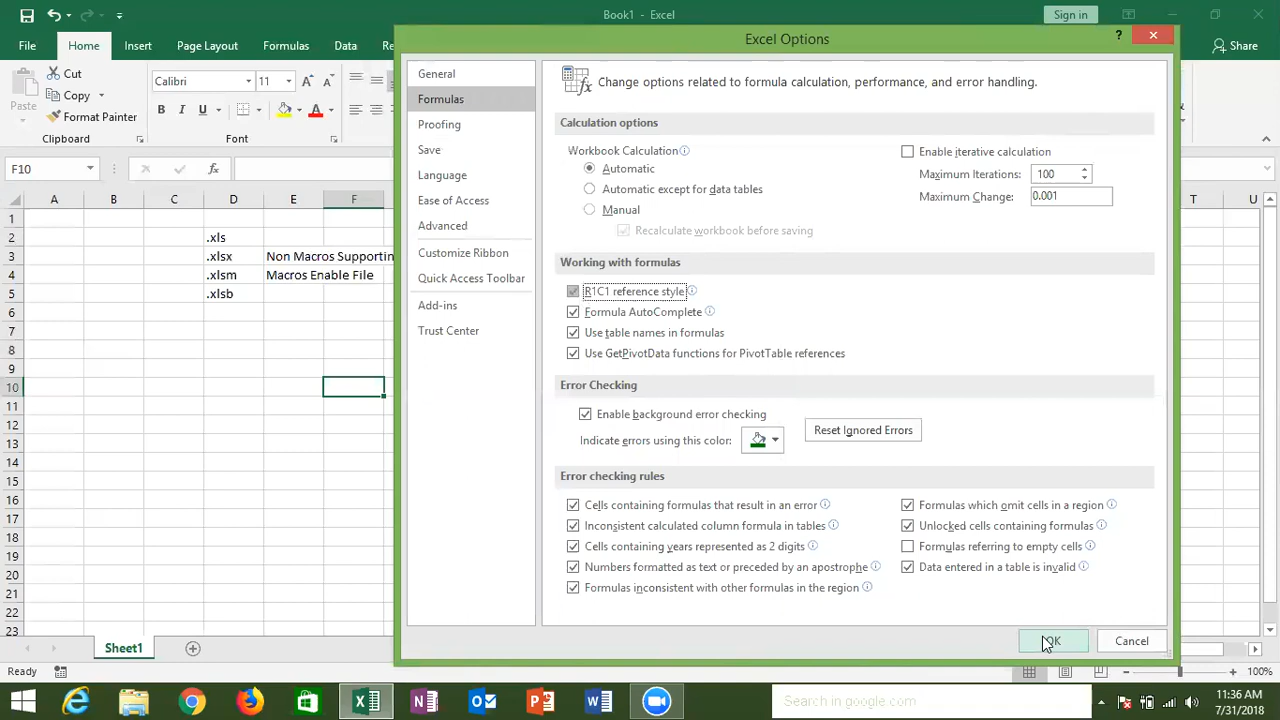 Book1 - Excel
Sign in
File
Home
Insert
Page Layout
Formulas
Data
Share
Excel Options
?
Paste
Cut
Copy
Format Painter
Clipboard
Calibri
11
B I U
Font
F10
A B C D E F T U
1
2 .xls
3 .xlsx Non Macros Supportin
4 .xlsm Macros Enable File
5 .xlsb
6
7
8
9
10
11
12
13
14
15
16
17
18
19
20
21
22
23
General
Formulas
Proofing
Save
Language
Ease of Access
Advanced
Customize Ribbon
Quick Access Toolbar
Add-ins
Trust Center
Change options related to formula calculation, performance, and error handling.
Calculation options
Workbook Calculation
Automatic
Automatic except for data tables
Manual
Recalculate workbook before saving
Enable iterative calculation
Maximum Iterations: 100
Maximum Change: 0.001
Working with formulas
R1C1 reference style
Formula AutoComplete
Use table names in formulas
Use GetPivotData functions for PivotTable references
Error Checking
Enable background error checking
Indicate errors using this color:
Reset Ignored Errors
Error checking rules
Cells containing formulas that result in an error
Inconsistent calculated column formula in tables
Cells containing years represented as 2 digits
Numbers formatted as text or preceded by an apostrophe
Formulas inconsistent with other formulas in the region
Formulas which omit cells in a region
Unlocked cells containing formulas
Formulas referring to empty cells
Data entered in a table is invalid
OK
Cancel
Sheet1
Ready
100%
Search in google.com
11:36 AM
7/31/2018